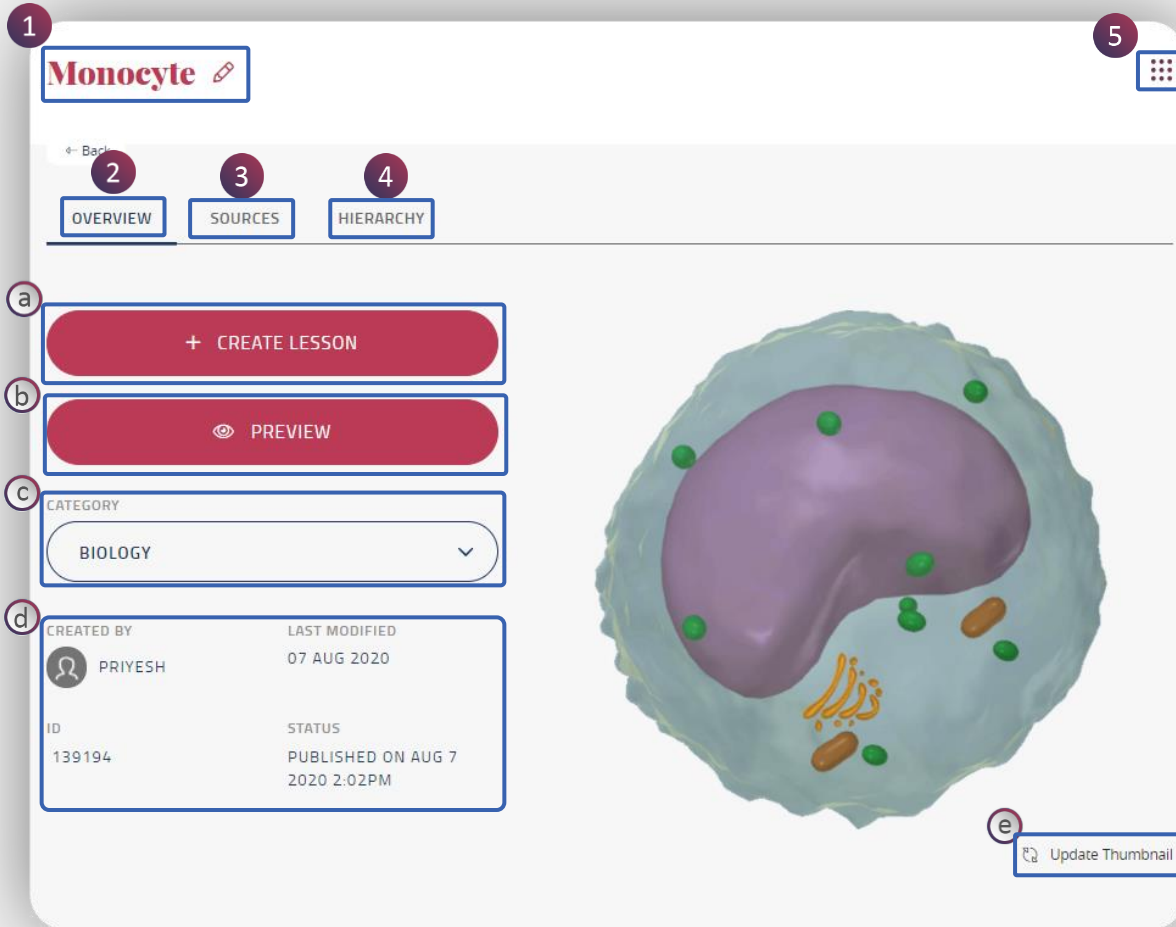 1
5
Monocyte
← Back
2
3
4
OVERVIEW SOURCES HIERARCHY
a
+ CREATE LESSON
b
PREVIEW
c
CATEGORY
BIOLOGY
d
CREATED BY
PRIYESH
LAST MODIFIED
07 AUG 2020
ID
139194
STATUS
PUBLISHED ON AUG 7
2020 2:02PM
e
Update Thumbnail